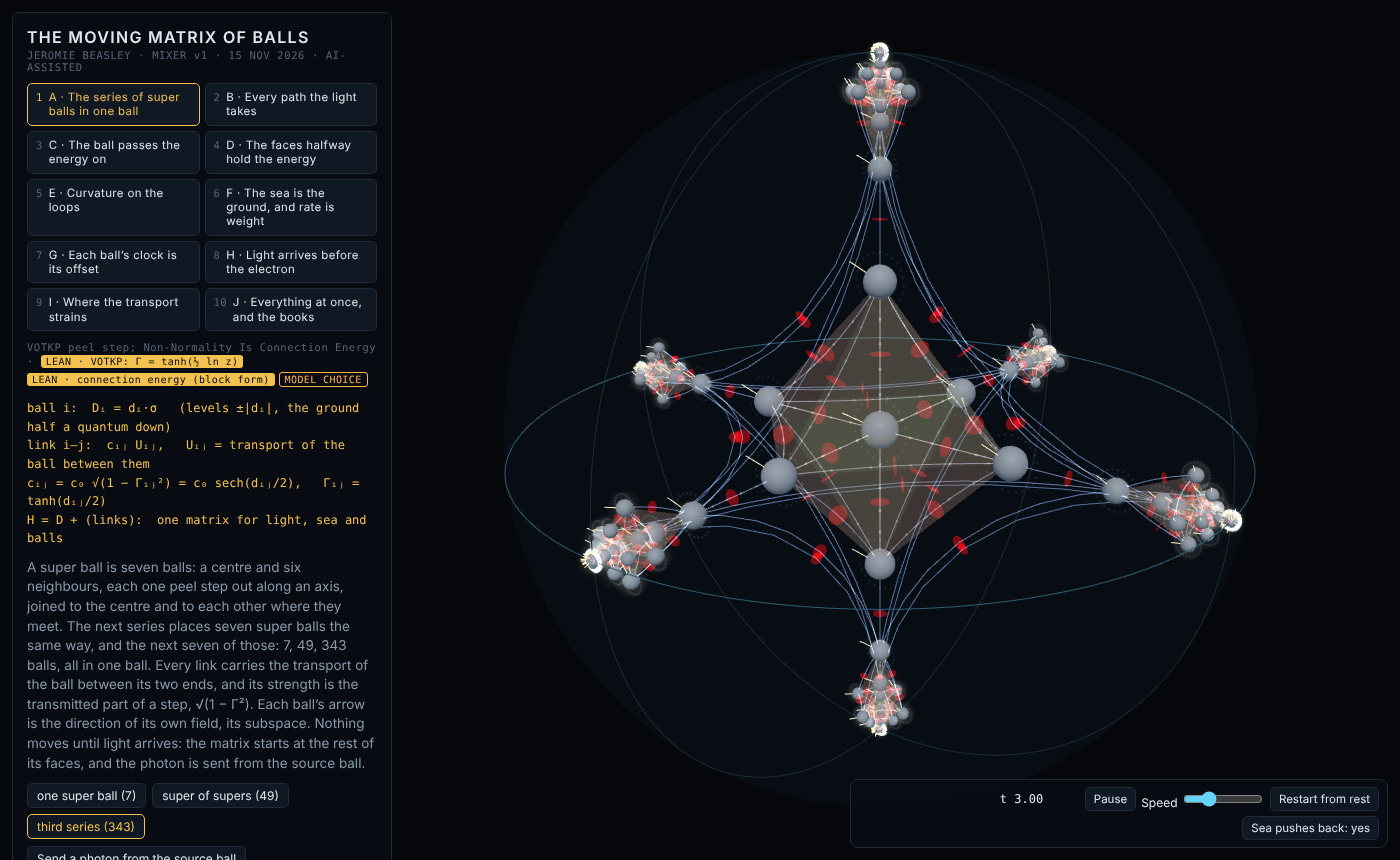 THE MOVING MATRIX OF BALLS
JEROMIE BEASLEY · MIXER v1 · 15 NOV 2026 · AI-
ASSISTED
1 A · The series of super
balls in one ball
2 B · Every path the light
takes
3 C · The ball passes the
energy on
4 D · The faces halfway
hold the energy
5 E · Curvature on the
loops
6 F · The sea is the
ground, and rate is
weight
7 G · Each ball’s clock is
its offset
8 H · Light arrives before
the electron
9 I · Where the transport
strains
10 J · Everything at once,
and the books
VOTKP peel step; Non-Normality Is Connection Energy
· LEAN · VOTKP: Γ = tanh(½ ln z)
LEAN · connection energy (block form) MODEL CHOICE
ball i: Dᵢ = dᵢ·σ (levels ±|dᵢ|, the ground
half a quantum down)
link i—j: cᵢⱼ Uᵢⱼ, Uᵢⱼ = transport of the
ball between them
cᵢⱼ = c₀ √(1 − Γᵢⱼ²) = c₀ sech(dᵢⱼ/2), Γᵢⱼ =
tanh(dᵢⱼ/2)
H = D + (links): one matrix for light, sea and
balls
A super ball is seven balls: a centre and six
neighbours, each one peel step out along an axis,
joined to the centre and to each other where they
meet. The next series places seven super balls the
same way, and the next seven of those: 7, 49, 343
balls, all in one ball. Every link carries the transport of
the ball between its two ends, and its strength is the
transmitted part of a step, √(1 − Γ²). Each ball’s arrow
is the direction of its own field, its subspace. Nothing
moves until light arrives: the matrix starts at the rest of
its faces, and the photon is sent from the source ball.
one super ball (7)
super of supers (49)
third series (343)
Send a photon from the source ball
t 3.00
Pause
Speed
Restart from rest
Sea pushes back: yes